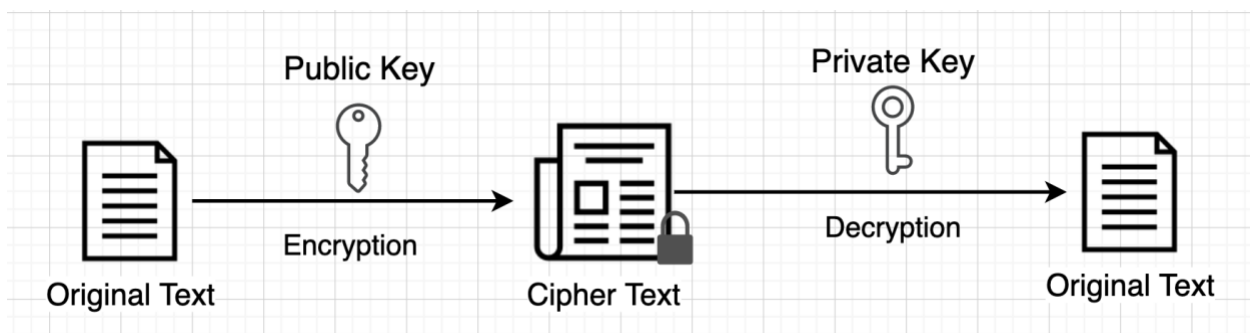 Public Key
Private Key
Encryption
Decryption
Original Text
Cipher Text
Original Text